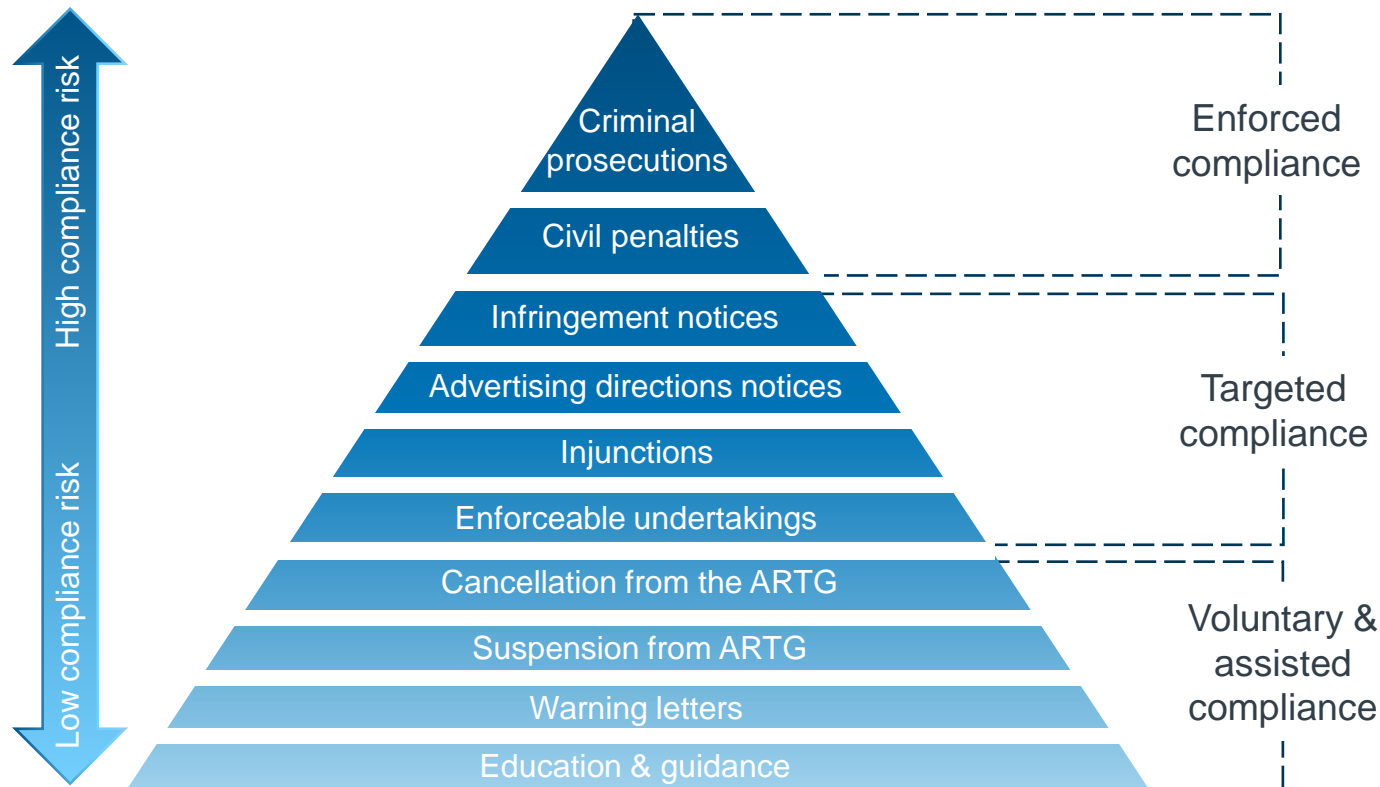 High compliance risk
Low compliance risk
Criminal
prosecutions
Civil penalties
Infringement notices
Advertising directions notices
Injunctions
Enforceable undertakings
Cancellation from the ARTG
Suspension from ARTG
Warning letters
Education & guidance
Enforced
compliance
Targeted
compliance
Voluntary &
assisted
compliance